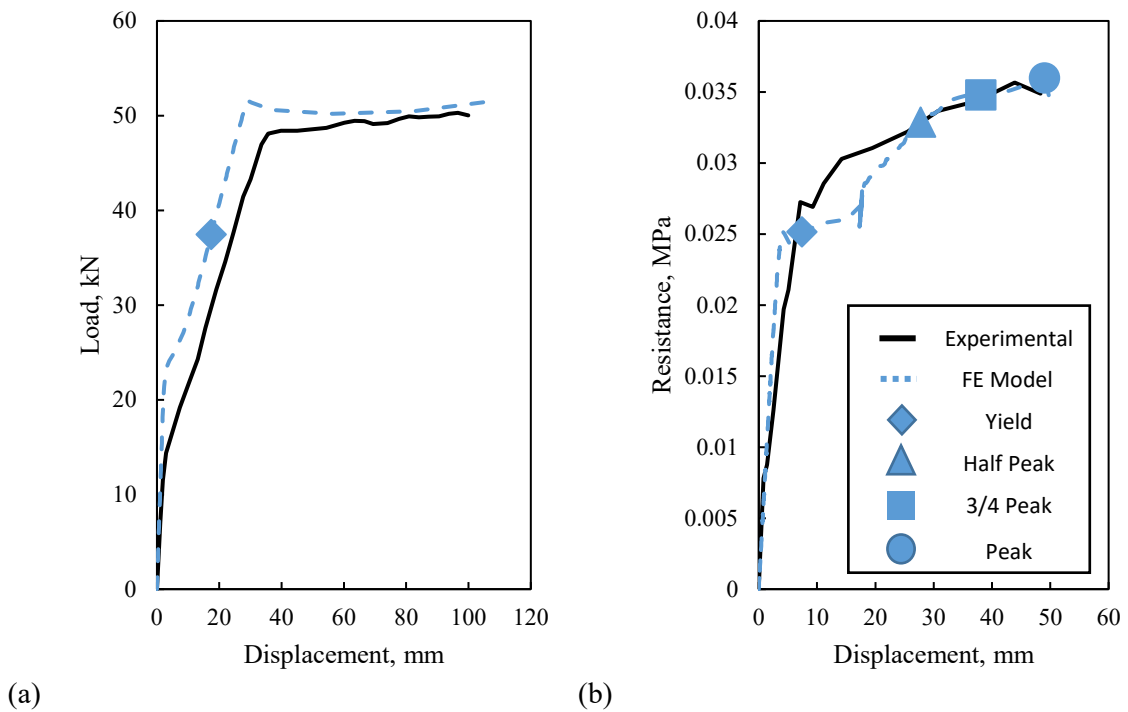 60
50
40
30
20
10
0
Load, kN
0 20 40 60 80 100 120
Displacement, mm
(a)
0.04
0.035
0.03
0.025
0.02
0.015
0.01
0.005
0
Resistance, MPa
Experimental
FE Model
Yield
Half Peak
3/4 Peak
Peak
0 10 20 30 40 50 60
Displacement, mm
(b)